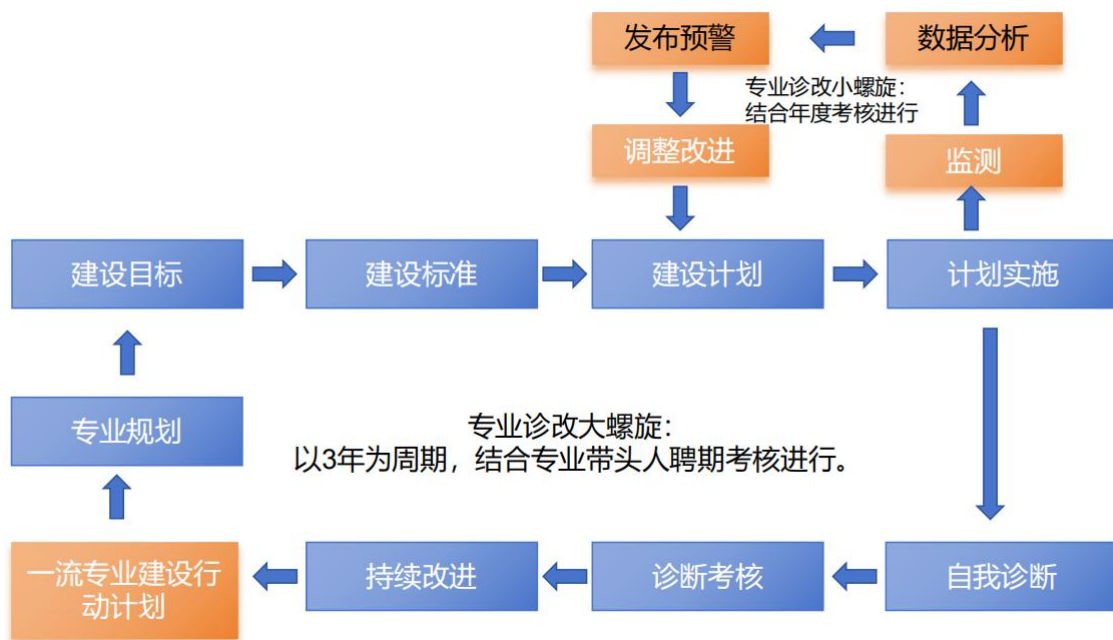 发布预警
数据分析
专业诊改小螺旋：
结合年度考核进行
调整改进
监测
建设目标
建设标准
建设计划
计划实施
专业规划
专业诊改大螺旋：
以3年为周期，结合专业带头人聘期考核进行。
一流专业建设行
动计划
持续改进
诊断考核
自我诊断